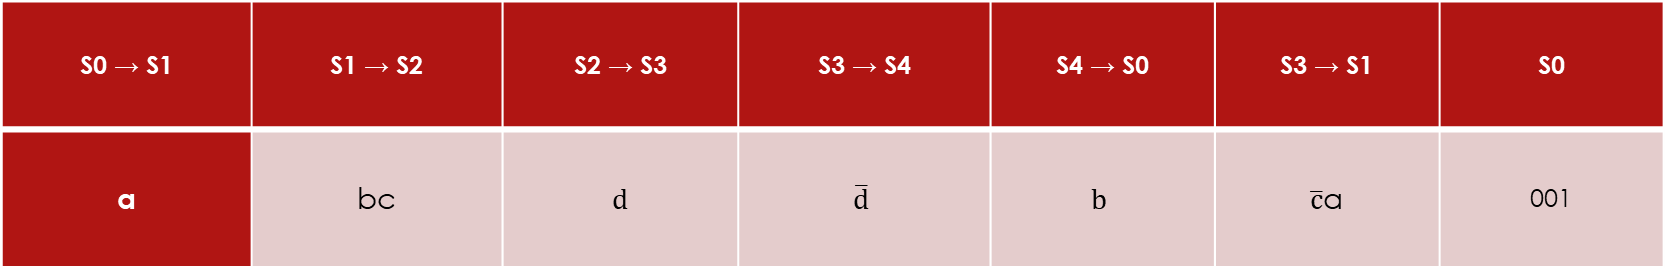 S0 → S1 S1 → S2 S2 → S3 S3 → S4 S4 → S0 S3 → S1 S0
a bc d d̅ b c̅a 001